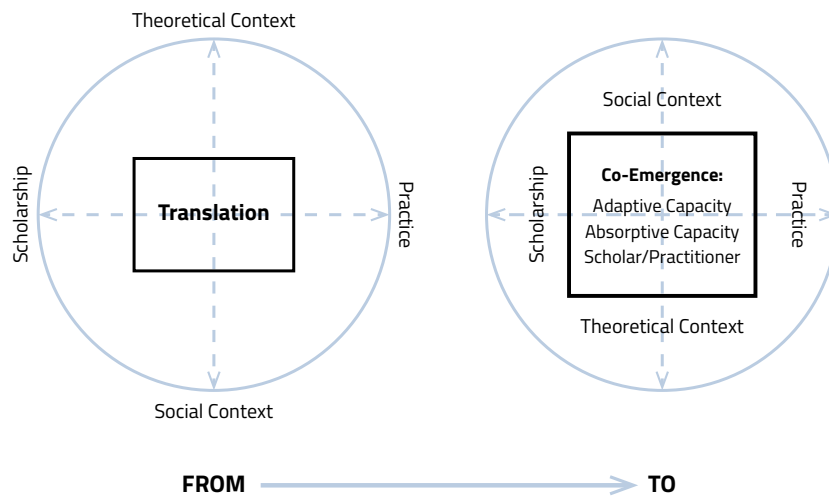 Theoretical Context
Scholarship
Translation
Practice
Social Context
Social Context
Scholarship
Co-Emergence:
Adaptive Capacity
Absorptive Capacity
Scholar/Practitioner
Practice
Theoretical Context
FROM
TO